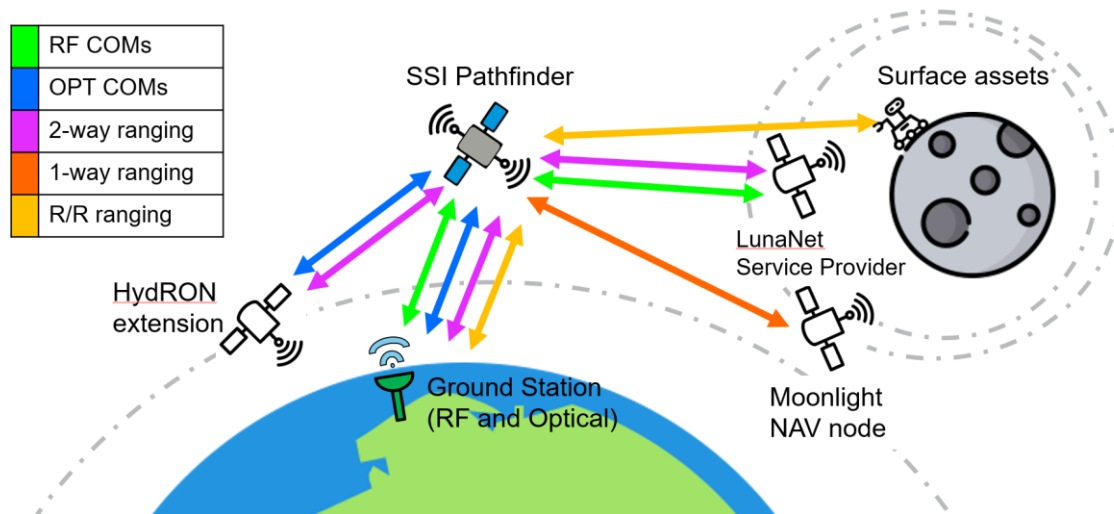 RF COMs
OPT COMs
2-way ranging
1-way ranging
R/R ranging
SSI Pathfinder
Surface assets
LunaNet
Service Provider
HydRON
extension
Ground Station
(RF and Optical)
Moonlight
NAV node